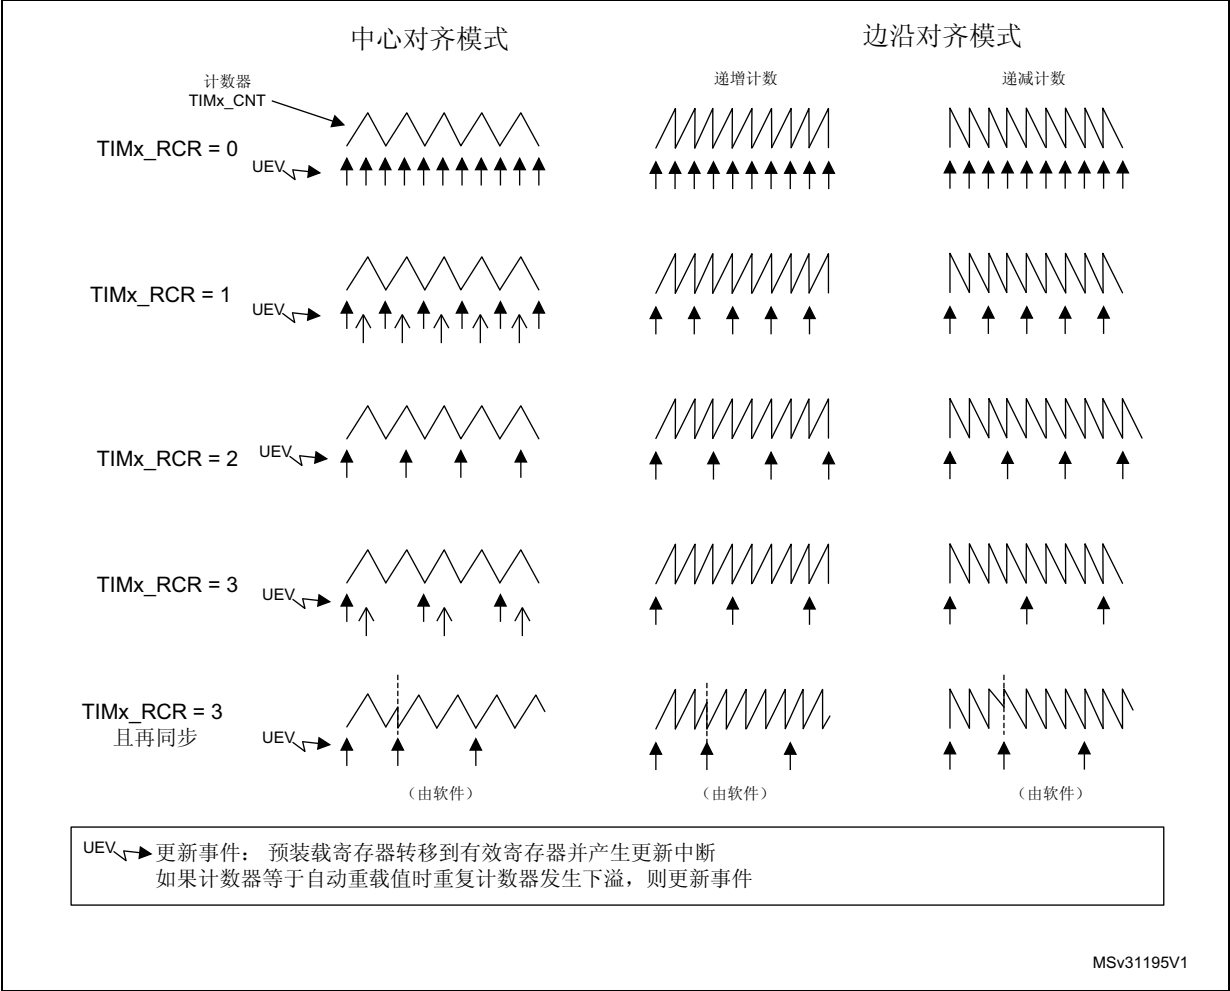 中心对齐模式 边沿对齐模式
计数器
TIMx_CNT
递增计数 递减计数
TIMx_RCR = 0
UEV
TIMx_RCR = 1
UEV
TIMx_RCR = 2
UEV
TIMx_RCR = 3
UEV
TIMx_RCR = 3
且再同步
UEV
（由软件） （由软件） （由软件）
UEV 更新事件： 预装载寄存器转移到有效寄存器并产生更新中断
如果计数器等于自动重载值时重复计数器发生下溢，则更新事件
MSv31195V1